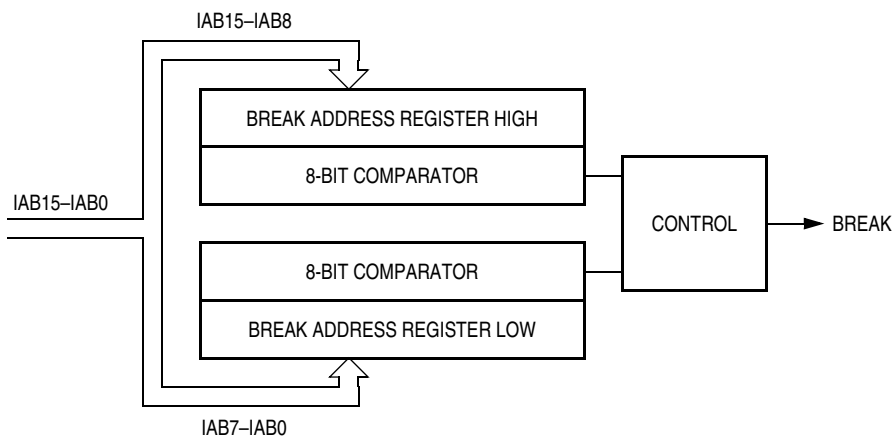 IAB15–IAB8
BREAK ADDRESS REGISTER HIGH
8-BIT COMPARATOR
IAB15–IAB0
CONTROL
BREAK
8-BIT COMPARATOR
BREAK ADDRESS REGISTER LOW
IAB7–IAB0